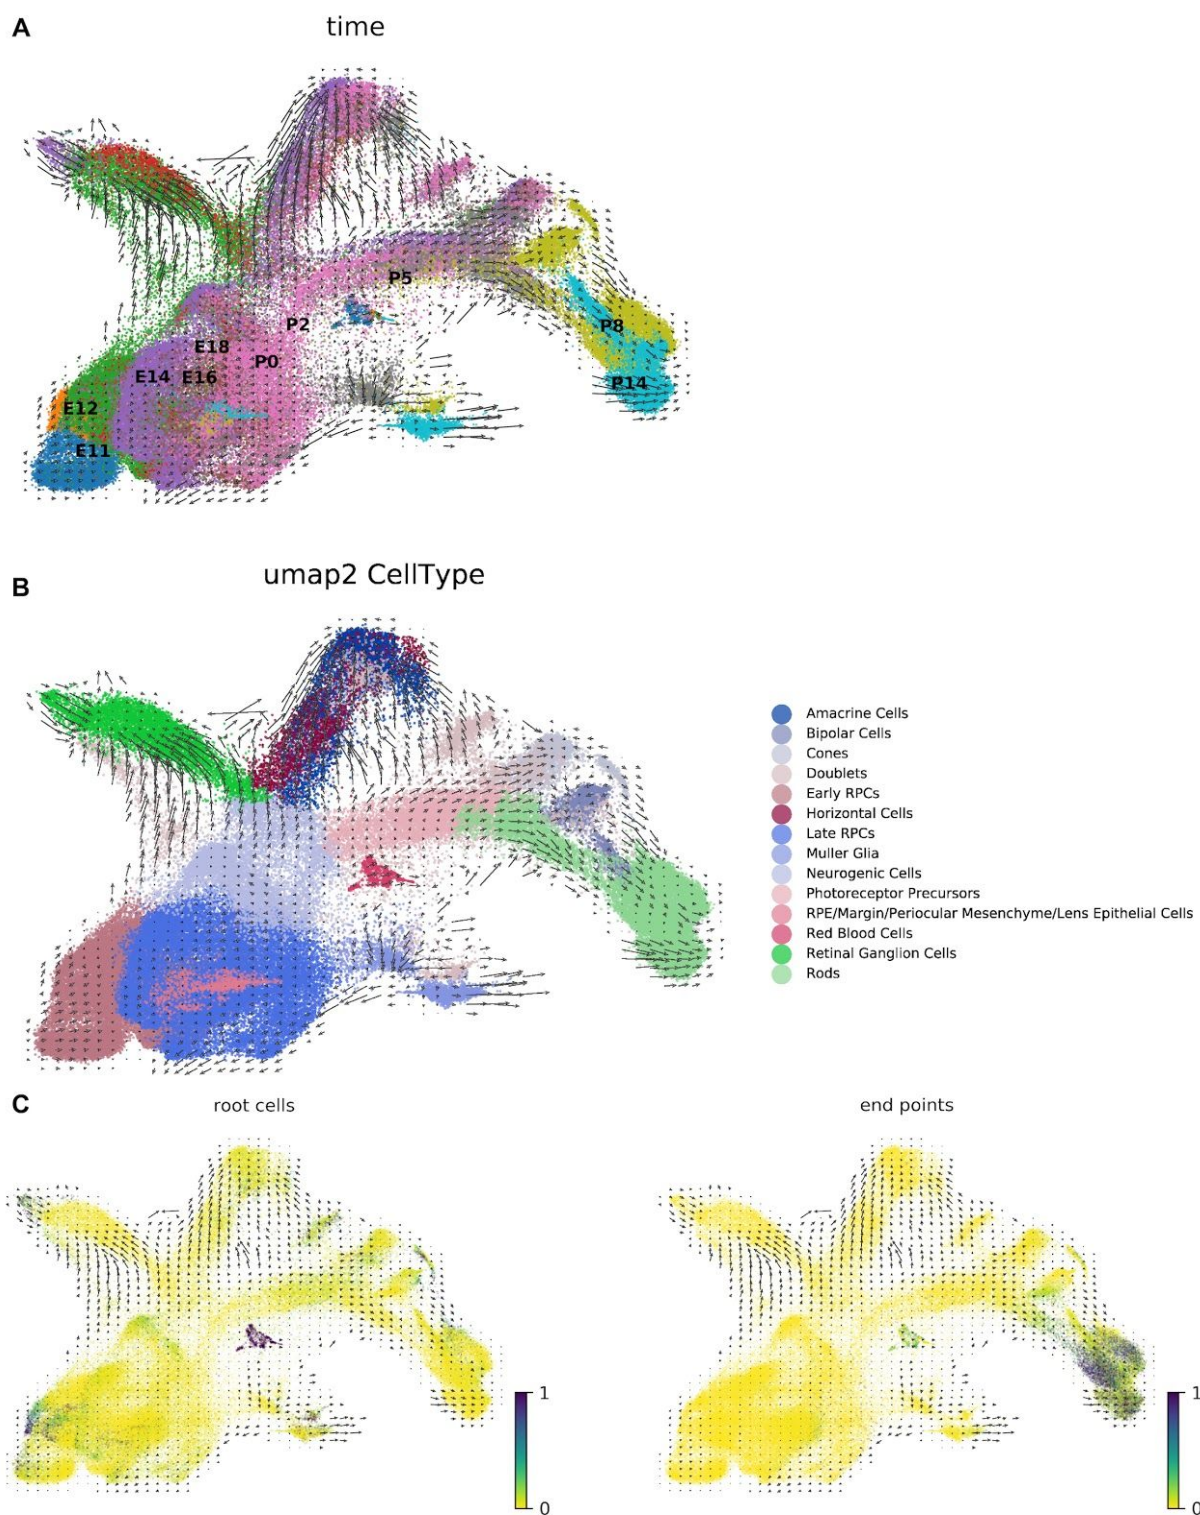 A
time
P5
P2
P8
E18
P0
E14
E16
P14
E12
E11
B
umap2 CellType
Amacrine Cells
Bipolar Cells
Cones
Doublets
Early RPCs
Horizontal Cells
Late RPCs
Muller Glia
Neurogenic Cells
Photoreceptor Precursors
RPE/Margin/Periocular Mesenchyme/Lens Epithelial Cells
Red Blood Cells
Retinal Ganglion Cells
Rods
C
root cells
end points
1
0
1
0